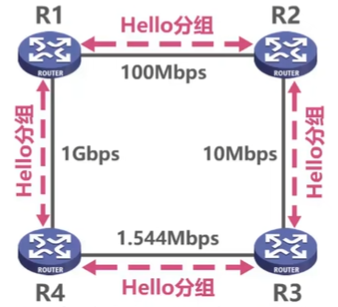 R1
Hello分组
R2
ROUTER
ROUTER
100Mbps
Hello分组
1Gbps
10Mbps
Hello分组
1.544Mbps
ROUTER
ROUTER
R4
Hello分组
R3